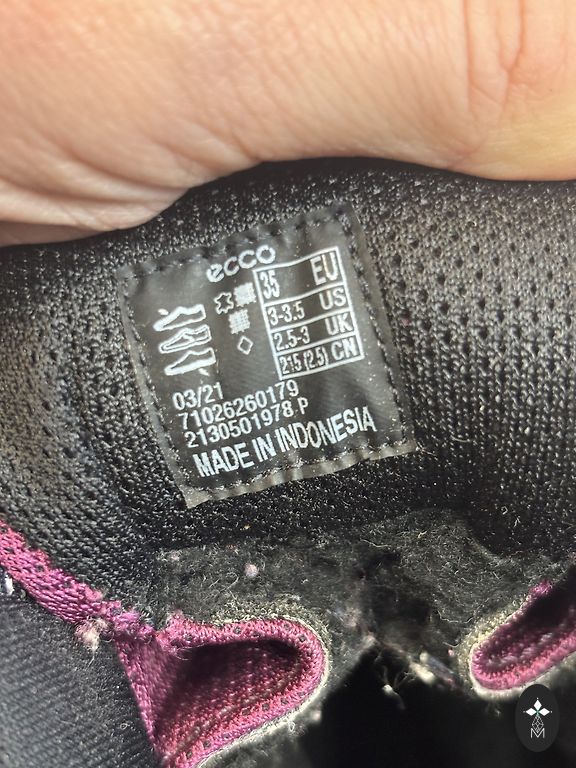 ecco
35 EU
3-3.5 US
2.5-3 UK
215 (2.5) CN
03/21
71026260179
2130501978 P
MADE IN INDONESIA
M